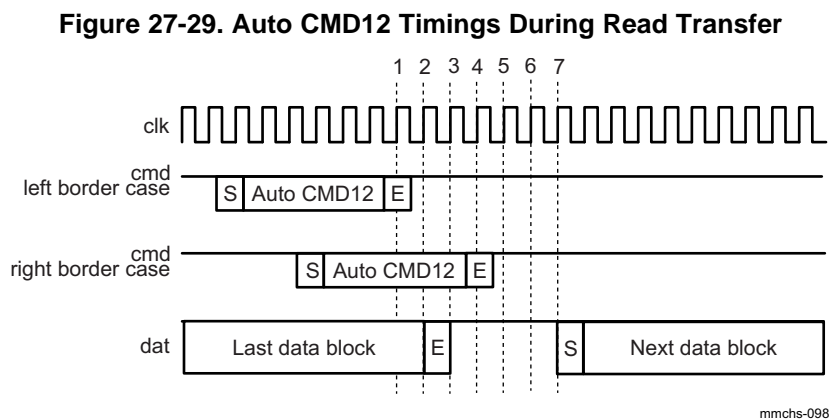 Figure 27-29. Auto CMD12 Timings During Read Transfer
1 2 3 4 5 6 7
clk
cmd
left border case
S Auto CMD12 E
cmd
right border case
S Auto CMD12 E
dat Last data block E S Next data block
mmchs-098